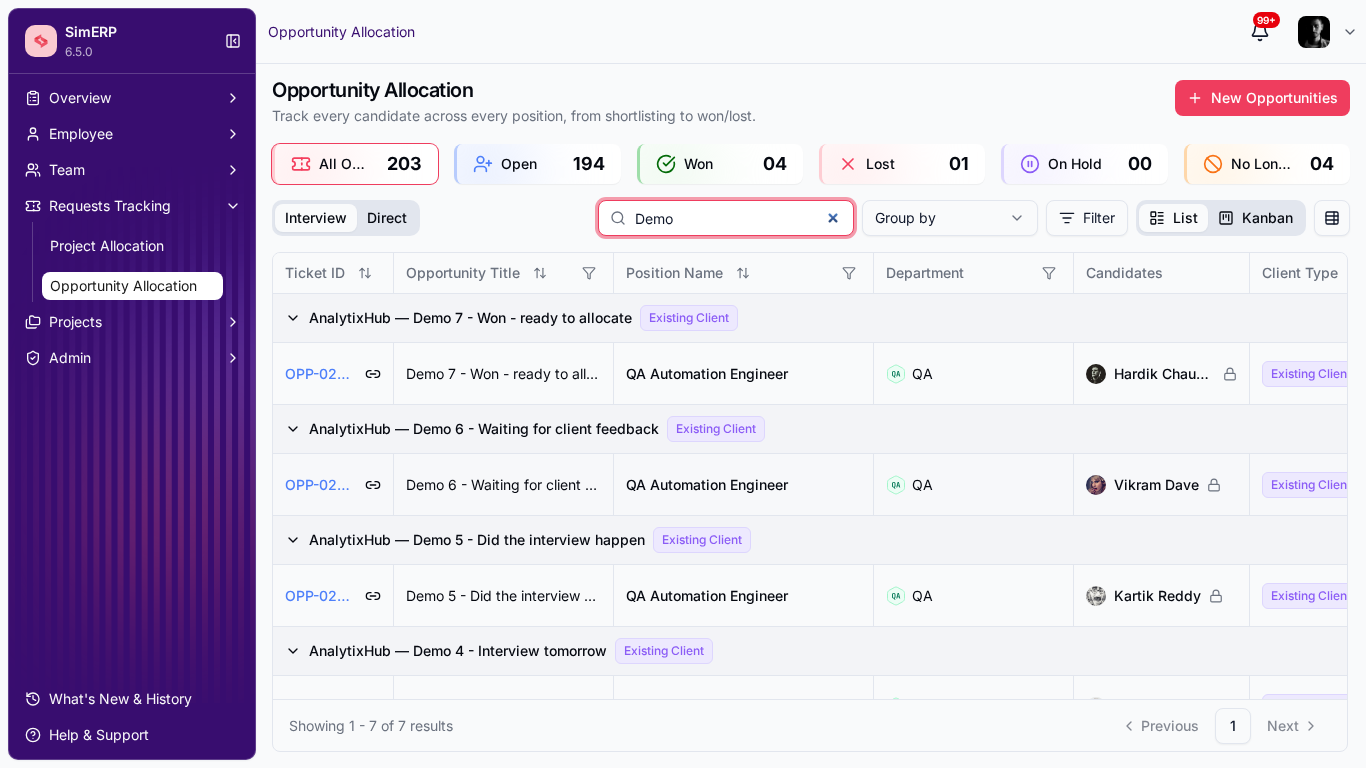 SimERP
6.5.0
Overview
Employee
Team
Requests Tracking
Project Allocation
Opportunity Allocation
Projects
Admin
What's New & History
Help & Support
Opportunity Allocation
99+
Opportunity Allocation
Track every candidate across every position, from shortlisting to won/lost.
New Opportunities
All O... 203
Open 194
Won 04
Lost 01
On Hold 00
No Lon... 04
Interview Direct
Demo
Group by
Filter
List Kanban
Ticket ID Opportunity Title Position Name Department Candidates Client Type
AnalytixHub — Demo 7 - Won - ready to allocate Existing Client
OPP-02... Demo 7 - Won - ready to all... QA Automation Engineer QA QA Hardik Chau... Existing Clien
AnalytixHub — Demo 6 - Waiting for client feedback Existing Client
OPP-02... Demo 6 - Waiting for client ... QA Automation Engineer QA QA Vikram Dave Existing Clien
AnalytixHub — Demo 5 - Did the interview happen Existing Client
OPP-02... Demo 5 - Did the interview ... QA Automation Engineer QA QA Kartik Reddy Existing Clien
AnalytixHub — Demo 4 - Interview tomorrow Existing Client
Showing 1 - 7 of 7 results
Previous 1 Next